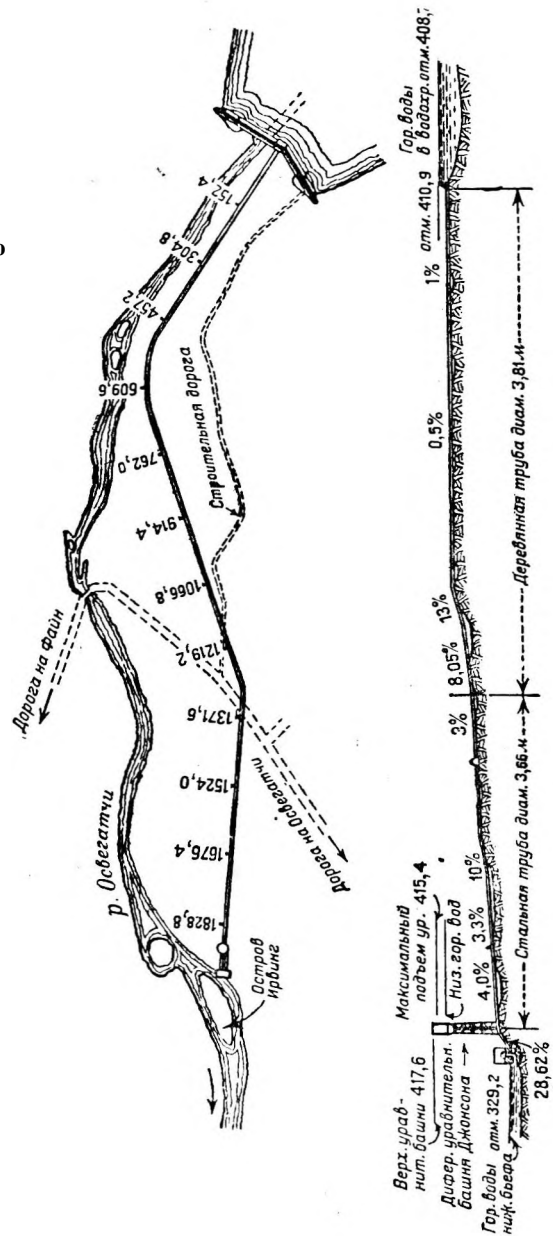 152,4
304,8
457,2
609,6
762,0
914,4
1066,8
1219,2
1371,6
1524,0
1676,4
1828,8
Строительная дорога
Дорога на Файн
Дорога на Освегатчи
р. Освегатчи
Остров
Ирвинг
Гор. воды
в водохр. отм. 408,
отм. 410,9
1%
0,5%
13%
8,05%
3%
10%
3,3%
4,0%
28,62%
Деревянная труба диам. 3,81 м
Стальная труба диам. 3,66 м
Максимальный
подъем ур. 415,4
Низ. гор. вод
Верх. урав-
нит. башни 417,6
Дифер. уравнительн.
башня Джонсона
Гор. воды отм. 329,2
ниж. бьефа